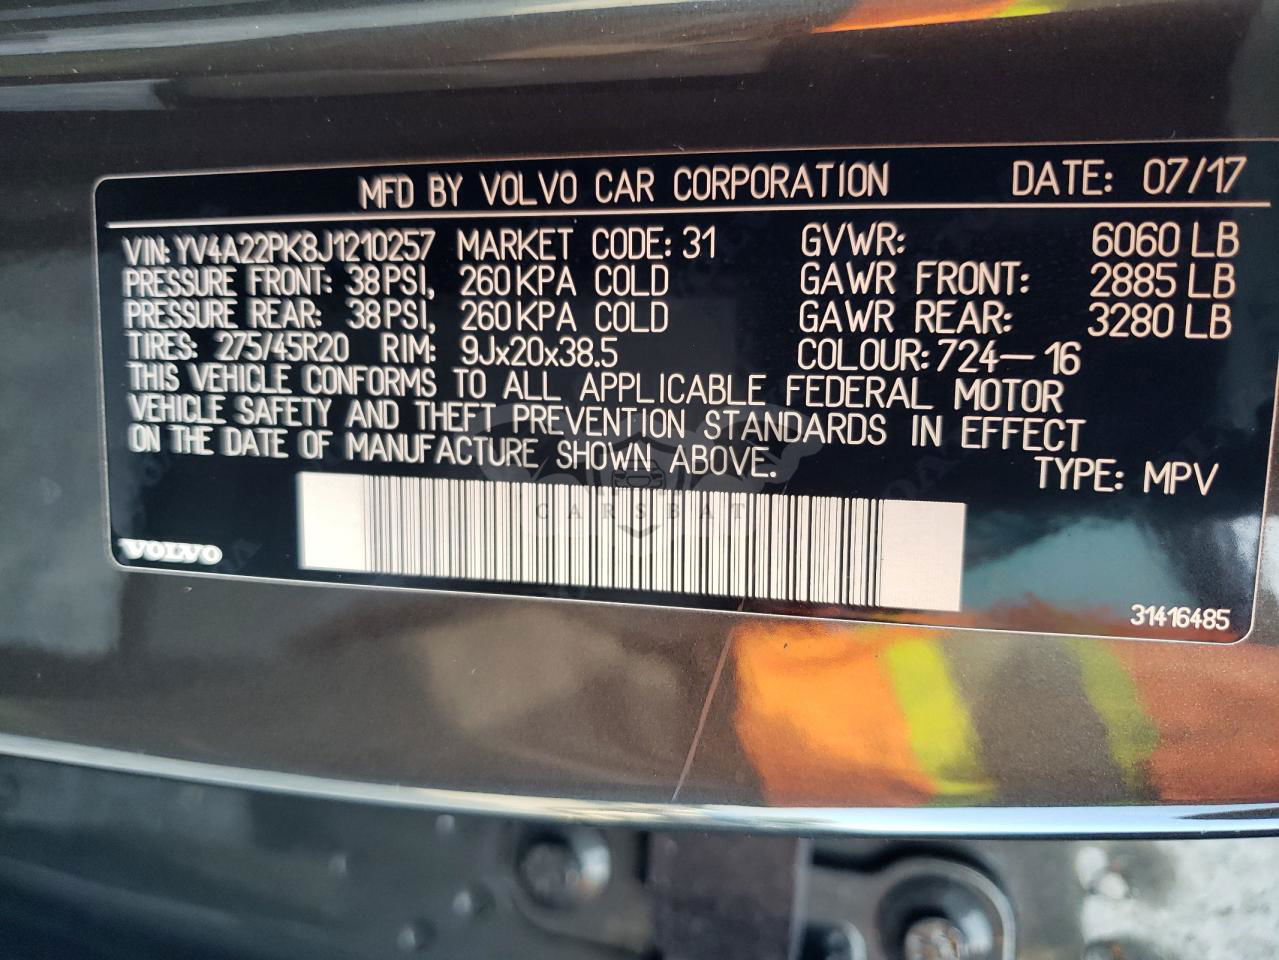 MFD BY VOLVO CAR CORPORATION DATE: 07/17
VIN: YV4A22PK8J1210257 MARKET CODE: 31 GVWR: 6060 LB
PRESSURE FRONT: 38 PSI, 260 KPA COLD GAWR FRONT: 2885 LB
PRESSURE REAR: 38 PSI, 260 KPA COLD GAWR REAR: 3280 LB
TIRES: 275/45R20 RIM: 9Jx20x38.5 COLOUR: 724-16
THIS VEHICLE CONFORMS TO ALL APPLICABLE FEDERAL MOTOR
VEHICLE SAFETY AND THEFT PREVENTION STANDARDS IN EFFECT
ON THE DATE OF MANUFACTURE SHOWN ABOVE.
TYPE: MPV
CARSBAT
VOLVO
31416485